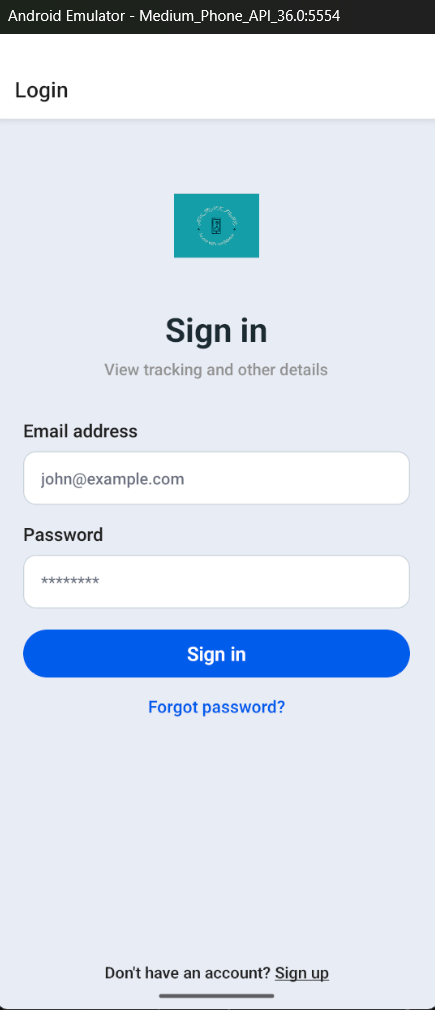 Android Emulator - Medium_Phone_API_36.0:5554
Login
Sign in
View tracking and other details
Email address
john@example.com
Password
********
Sign in
Forgot password?
Don't have an account? Sign up